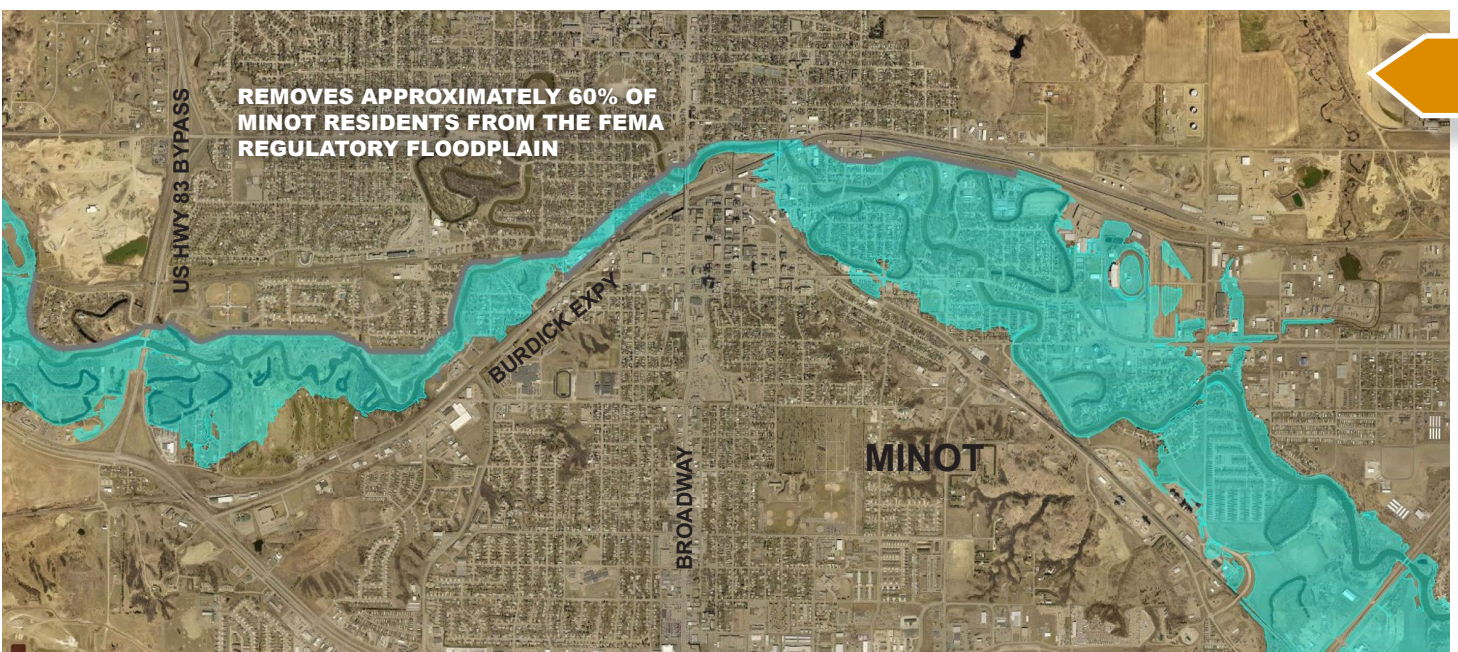 REMOVES APPROXIMATELY 60% OF
MINOT RESIDENTS FROM THE FEMA
REGULATORY FLOODPLAIN
US HWY 83 BYPASS
BURDICK EXPY
BROADWAY
MINOT